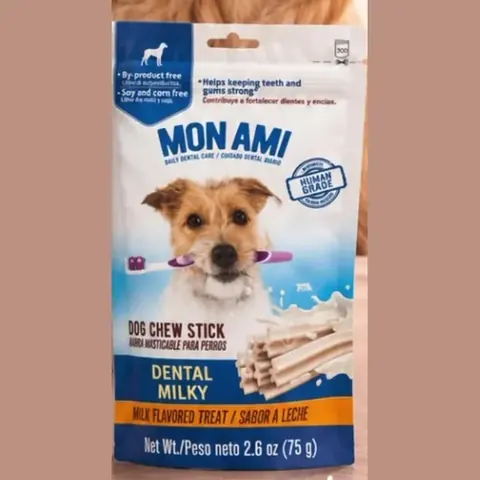 • By-product free
• Soy and corn free
• Helps keeping teeth and
gums strong
Contribuye a fortalecer dientes y encías.
MON AMI
DAILY DENTAL CARE / CUIDADO DENTAL DIARIO
HUMAN
GRADE
DOG CHEW STICK
BARRA MASTICABLE PARA PERROS
DENTAL
MILKY
MILK FLAVORED TREAT / SABOR A LECHE
Net Wt./Peso neto 2.6 oz (75 g)